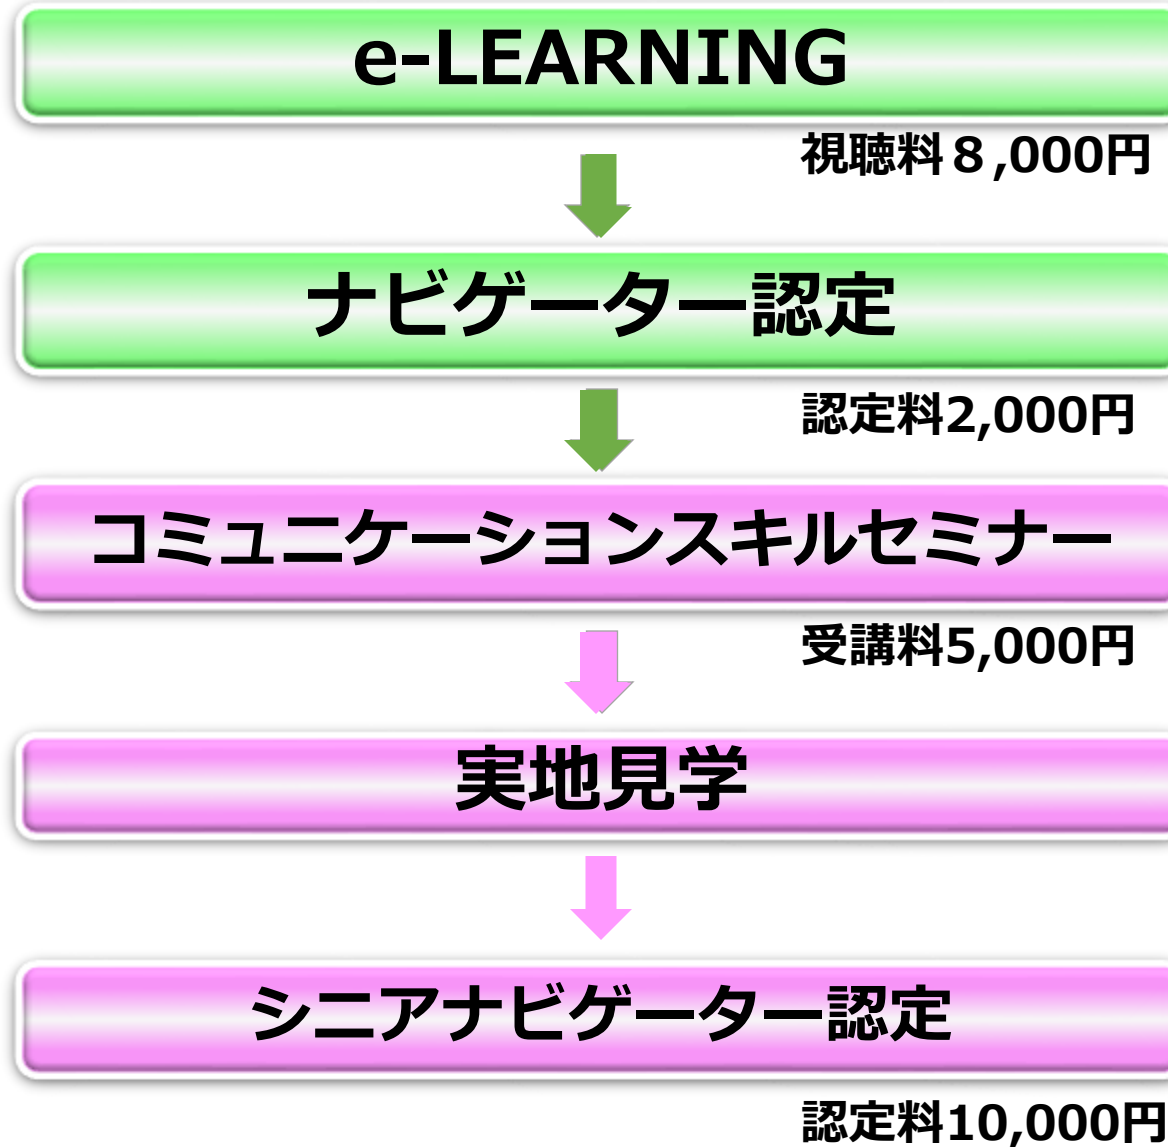 e-LEARNING
視聴料８,000円
ナビゲーター認定
認定料2,000円
コミュニケーションスキルセミナー
受講料5,000円
実地見学
シニアナビゲーター認定
認定料10,000円